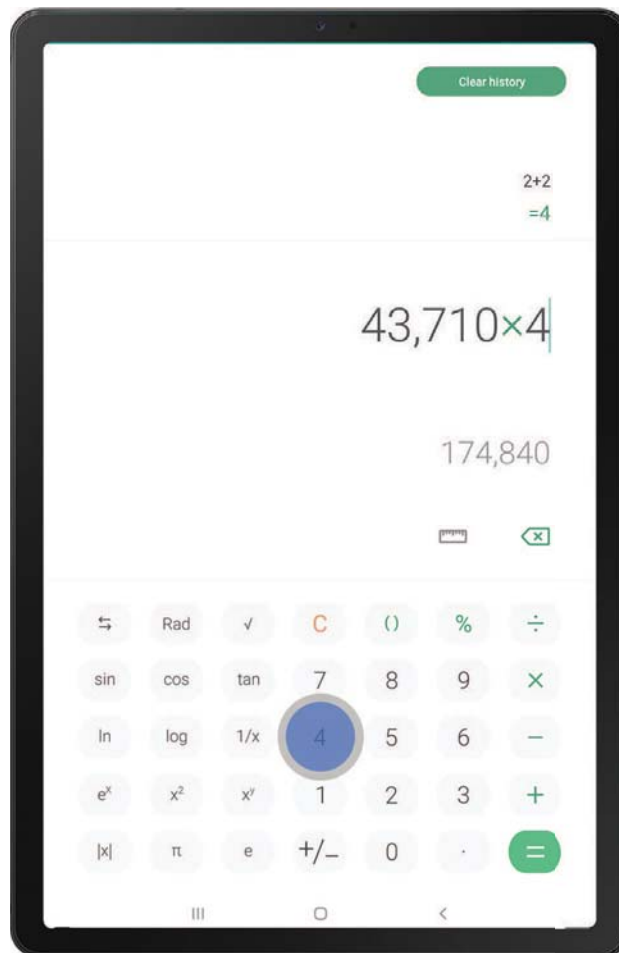 Clear history
2+2
=4
43,710×4
174,840
⇆ Rad √ C () % ÷
sin cos tan 7 8 9 ×
ln log 1/x 4 5 6 −
eˣ x² xʸ 1 2 3 +
|x| π e +/− 0 . =